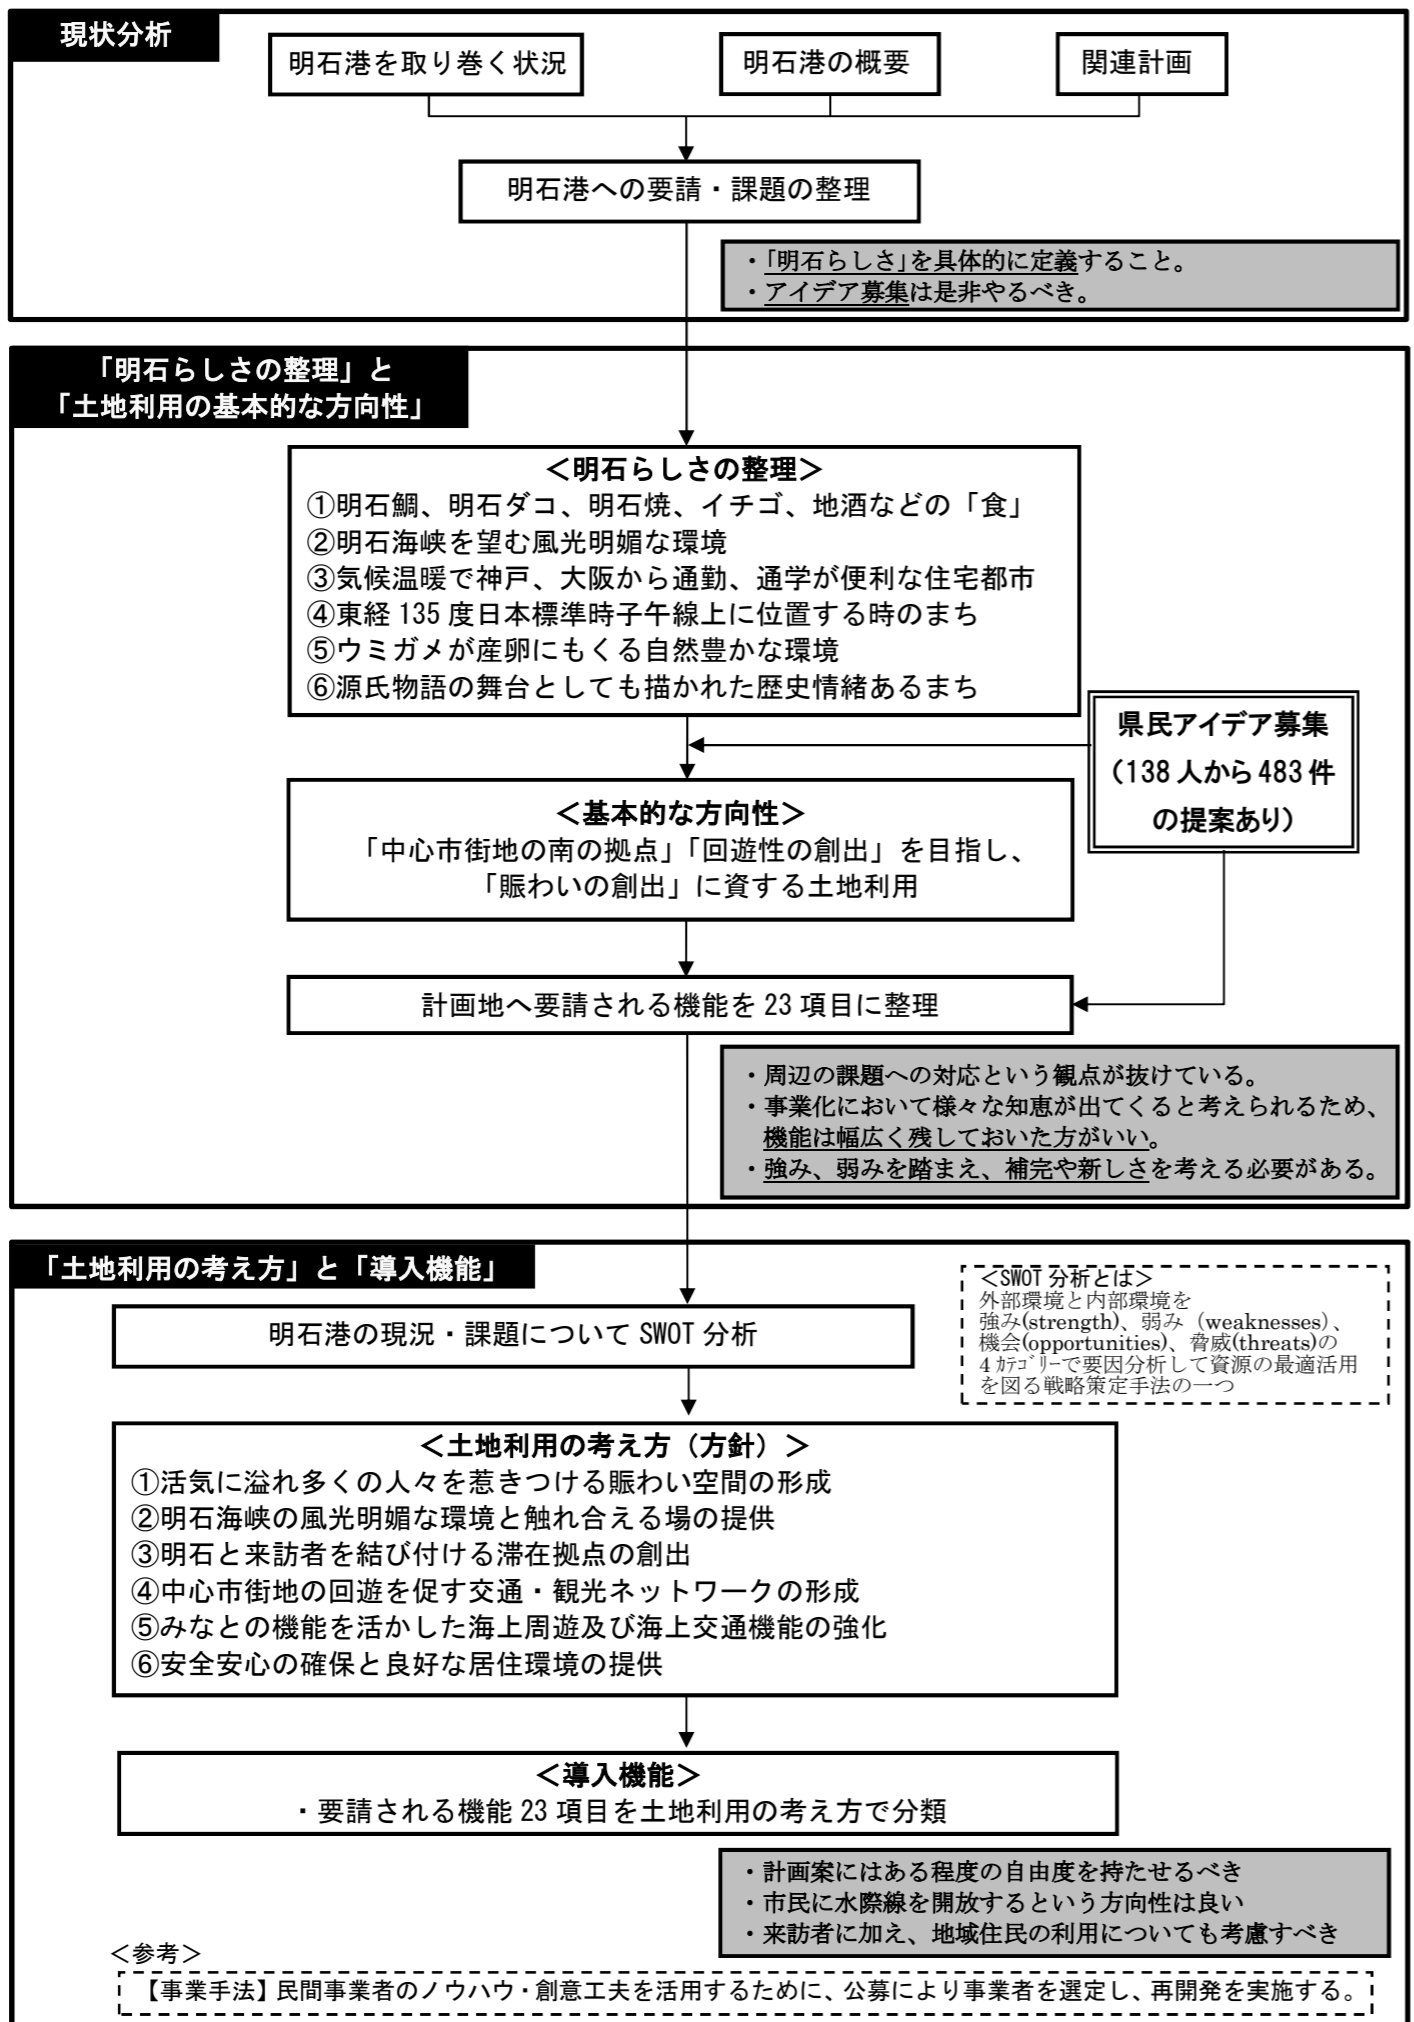 現状分析
明石港を取り巻く状況
明石港の概要
関連計画
明石港への要請・課題の整理
・「明石らしさ」を具体的に定義すること。
・アイデア募集は是非やるべき。
「明石らしさの整理」と
「土地利用の基本的な方向性」
＜明石らしさの整理＞
①明石鯛、明石ダコ、明石焼、イチゴ、地酒などの「食」
②明石海峡を望む風光明媚な環境
③気候温暖で神戸、大阪から通勤、通学が便利な住宅都市
④東経 135 度日本標準時子午線上に位置する時のまち
⑤ウミガメが産卵にもくる自然豊かな環境
⑥源氏物語の舞台としても描かれた歴史情緒あるまち
県民アイデア募集
（138 人から 483 件
の提案あり）
＜基本的な方向性＞
「中心市街地の南の拠点」「回遊性の創出」を目指し、
「賑わいの創出」に資する土地利用
計画地へ要請される機能を 23 項目に整理
・周辺の課題への対応という観点が抜けている。
・事業化において様々な知恵が出てくると考えられるため、
機能は幅広く残しておいた方がいい。
・強み、弱みを踏まえ、補完や新しさを考える必要がある。
「土地利用の考え方」と「導入機能」
＜SWOT 分析とは＞
外部環境と内部環境を
強み(strength)、弱み（weaknesses）、
機会(opportunities)、脅威(threats)の
4 ｶﾃｺﾞﾘｰで要因分析して資源の最適活用
を図る戦略策定手法の一つ
明石港の現況・課題について SWOT 分析
＜土地利用の考え方（方針）＞
①活気に溢れ多くの人々を惹きつける賑わい空間の形成
②明石海峡の風光明媚な環境と触れ合える場の提供
③明石と来訪者を結び付ける滞在拠点の創出
④中心市街地の回遊を促す交通・観光ネットワークの形成
⑤みなとの機能を活かした海上周遊及び海上交通機能の強化
⑥安全安心の確保と良好な居住環境の提供
＜導入機能＞
・要請される機能 23 項目を土地利用の考え方で分類
・計画案にはある程度の自由度を持たせるべき
・市民に水際線を開放するという方向性は良い
・来訪者に加え、地域住民の利用についても考慮すべき
＜参考＞
【事業手法】民間事業者のノウハウ・創意工夫を活用するために、公募により事業者を選定し、再開発を実施する。